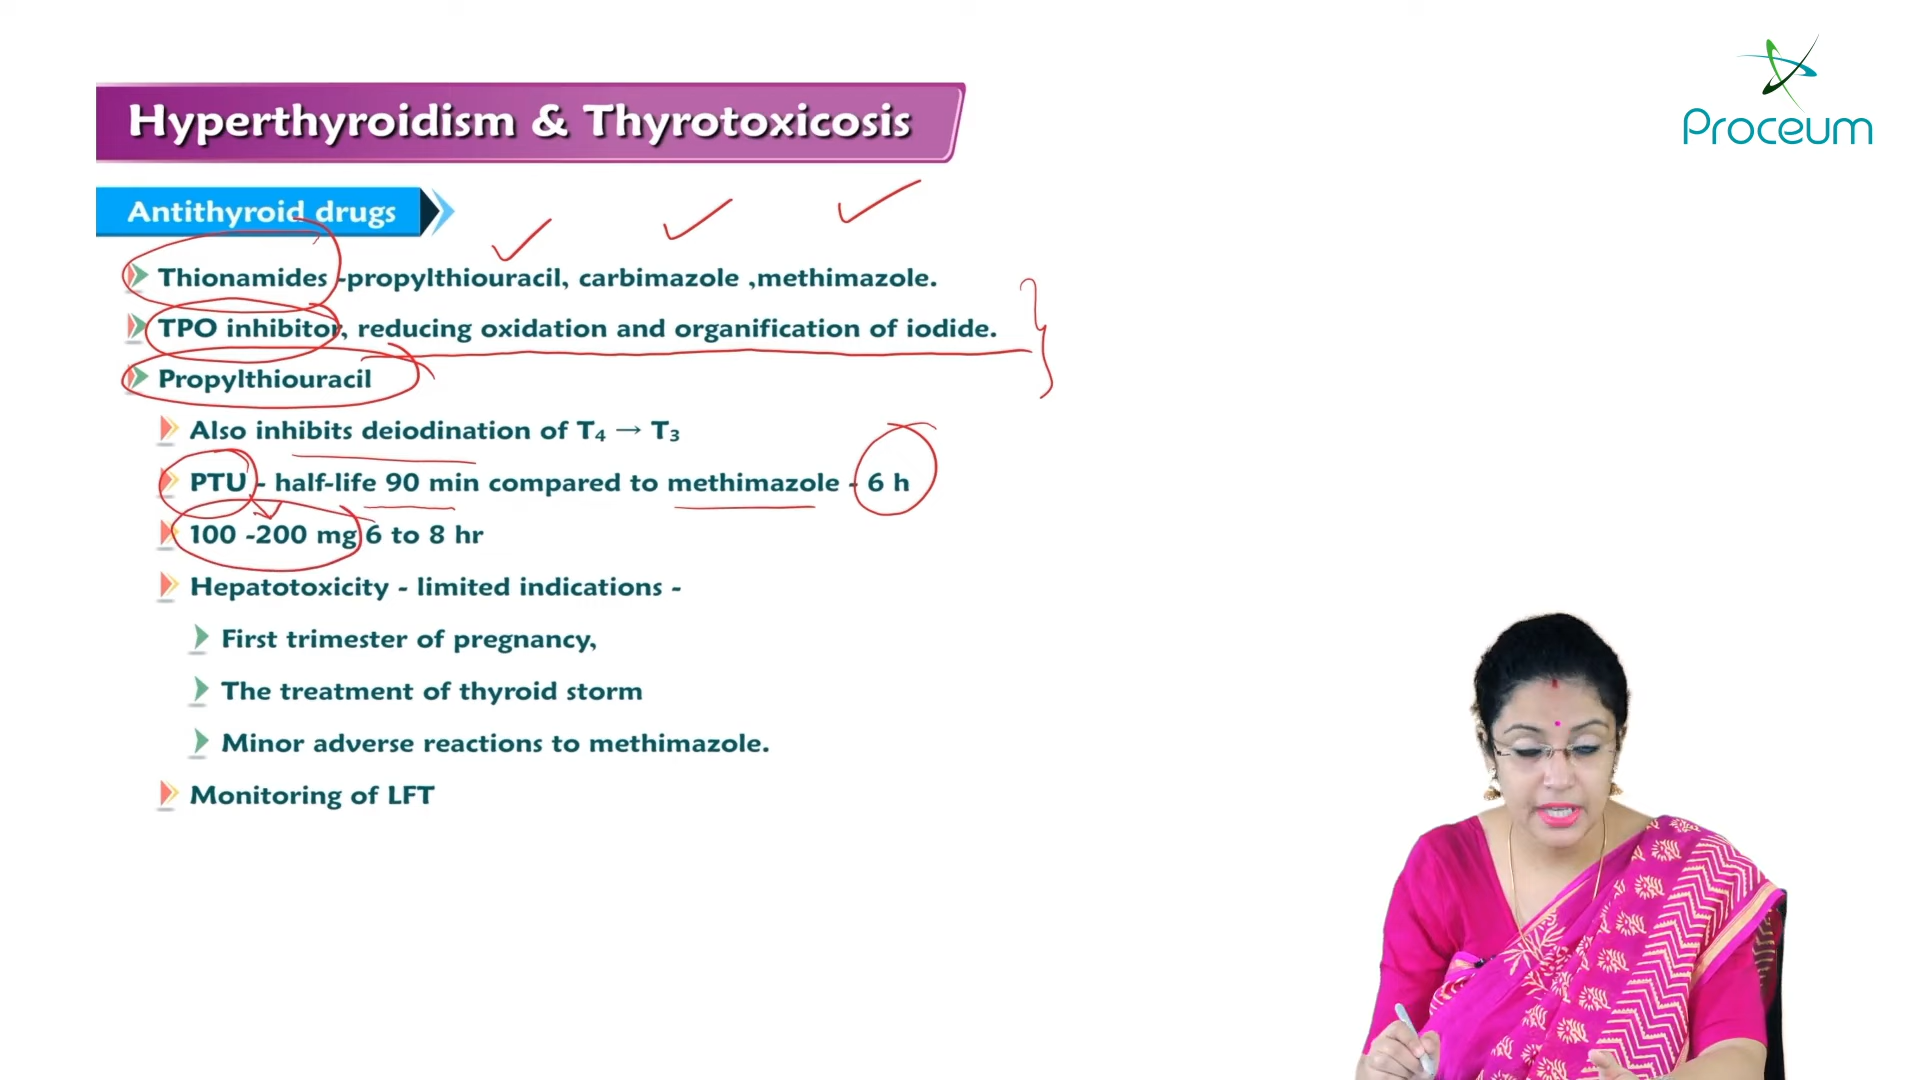 Proceum
Hyperthyroidism & Thyrotoxicosis
Antithyroid drugs
Thionamides -propylthiouracil, carbimazole ,methimazole.
TPO inhibitor, reducing oxidation and organification of iodide.
Propylthiouracil
Also inhibits deiodination of T₄ → T₃
PTU - half-life 90 min compared to methimazole - 6 h
100 -200 mg 6 to 8 hr
Hepatotoxicity - limited indications -
First trimester of pregnancy,
The treatment of thyroid storm
Minor adverse reactions to methimazole.
Monitoring of LFT